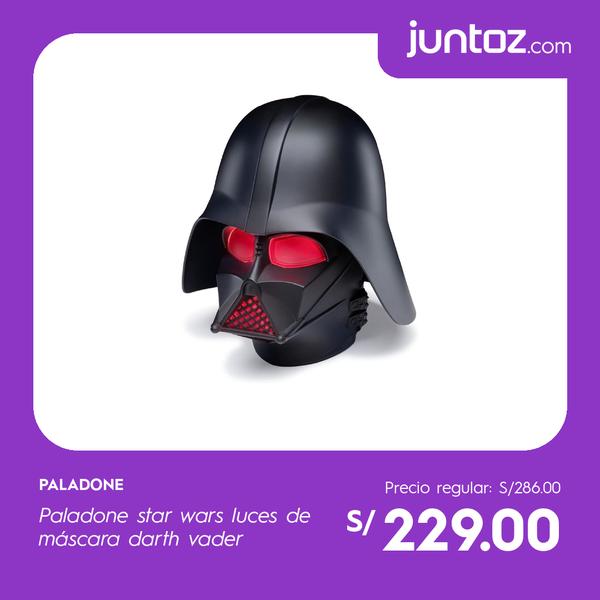 juntoz.com
PALADONE
Paladone star wars luces de
máscara darth vader
Precio regular: S/286.00
S/ 229.00